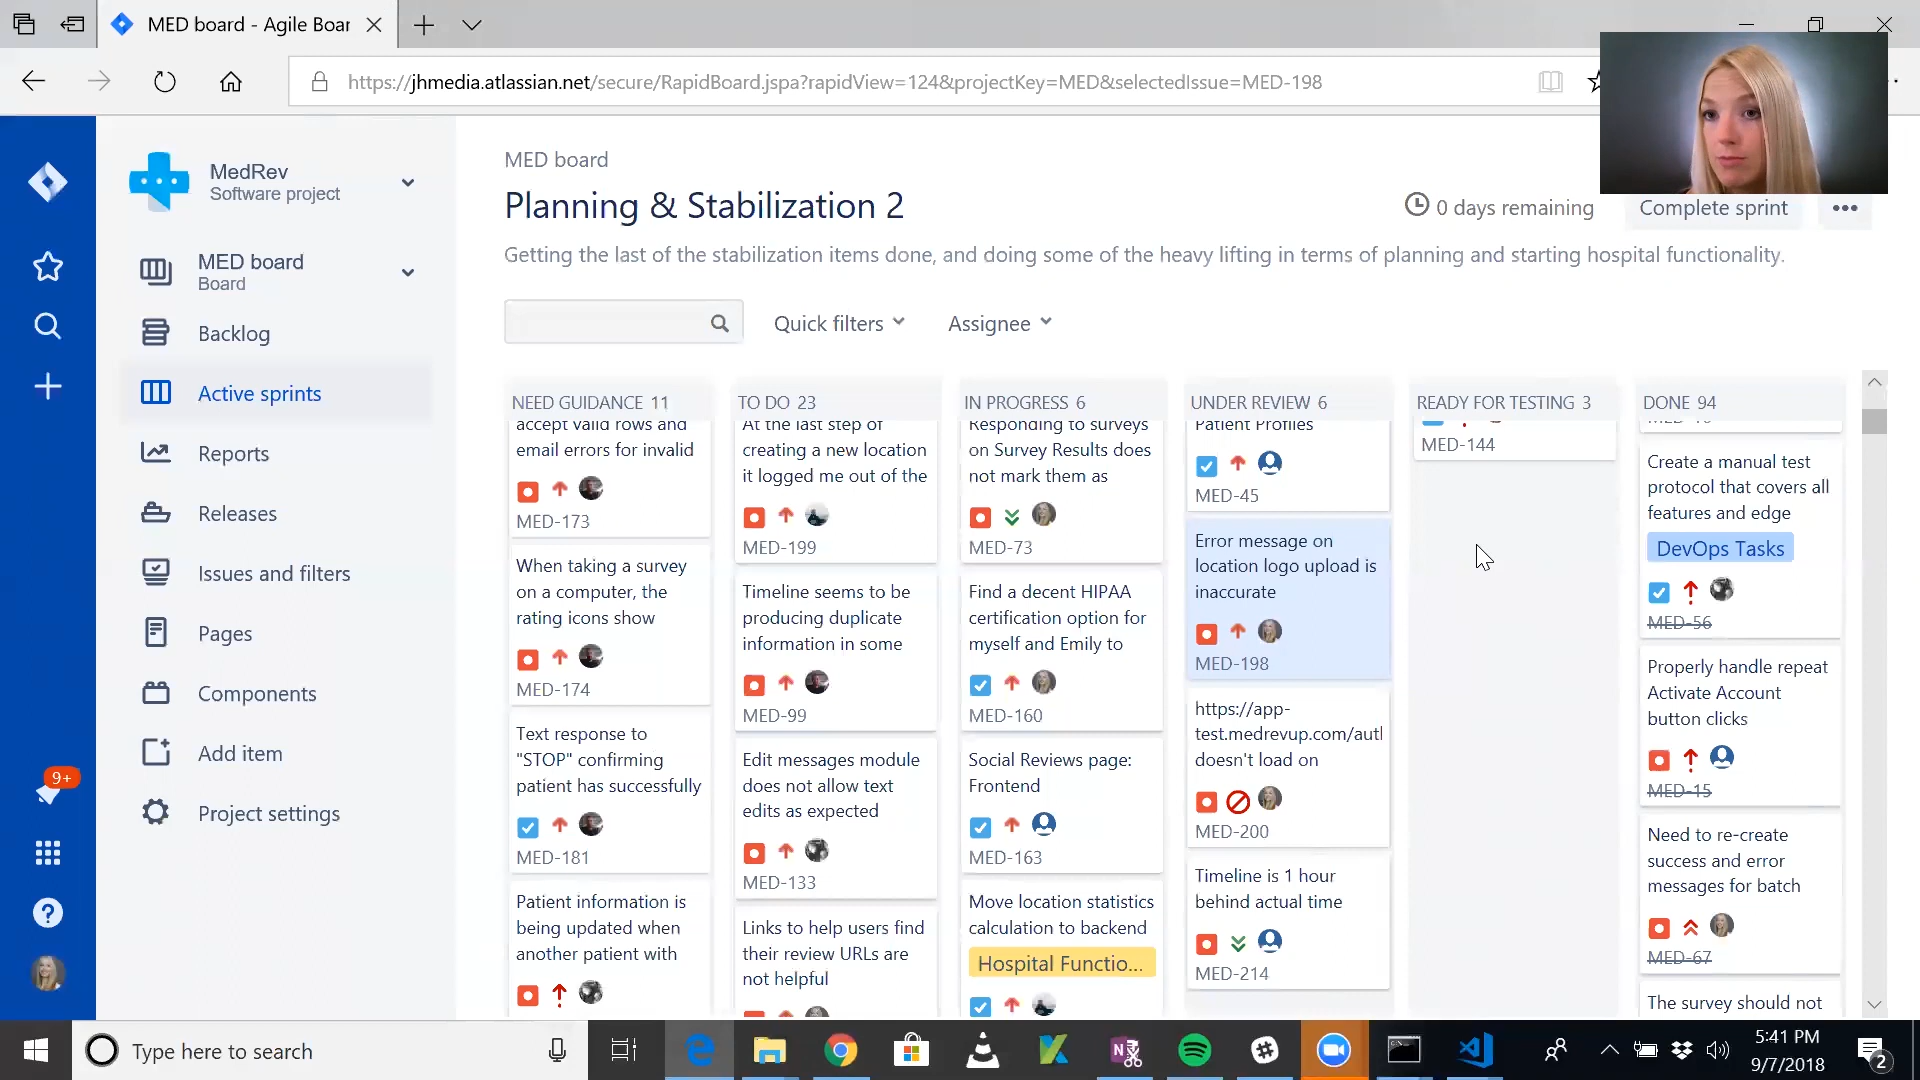 MED board - Agile Boar
https://jhmedia.atlassian.net/secure/RapidBoard.jspa?rapidView=124&projectKey=MED&selectedIssue=MED-198
MedRev
Software project
MED board
Board
Backlog
Active sprints
Reports
Releases
Issues and filters
Pages
Components
Add item
Project settings
9+
MED board
Planning & Stabilization 2
0 days remaining
Complete sprint
Getting the last of the stabilization items done, and doing some of the heavy lifting in terms of planning and starting hospital functionality.
Quick filters
Assignee
NEED GUIDANCE 11
accept valid rows and
email errors for invalid
MED-173
When taking a survey
on a computer, the
rating icons show
MED-174
Text response to
"STOP" confirming
patient has successfully
MED-181
Patient information is
being updated when
another patient with
TO DO 23
At the last step of
creating a new location
it logged me out of the
MED-199
Timeline seems to be
producing duplicate
information in some
MED-99
Edit messages module
does not allow text
edits as expected
MED-133
Links to help users find
their review URLs are
not helpful
IN PROGRESS 6
Responding to surveys
on Survey Results does
not mark them as
MED-73
Find a decent HIPAA
certification option for
myself and Emily to
MED-160
Social Reviews page:
Frontend
MED-163
Move location statistics
calculation to backend
Hospital Functio...
UNDER REVIEW 6
Patient Profiles
MED-45
Error message on
location logo upload is
inaccurate
MED-198
https://app-
test.medrevup.com/autl
doesn't load on
MED-200
Timeline is 1 hour
behind actual time
MED-214
READY FOR TESTING 3
MED-144
DONE 94
Create a manual test
protocol that covers all
features and edge
DevOps Tasks
MED-56
Properly handle repeat
Activate Account
button clicks
MED-15
Need to re-create
success and error
messages for batch
MED-67
The survey should not
Type here to search
5:41 PM
9/7/2018
2